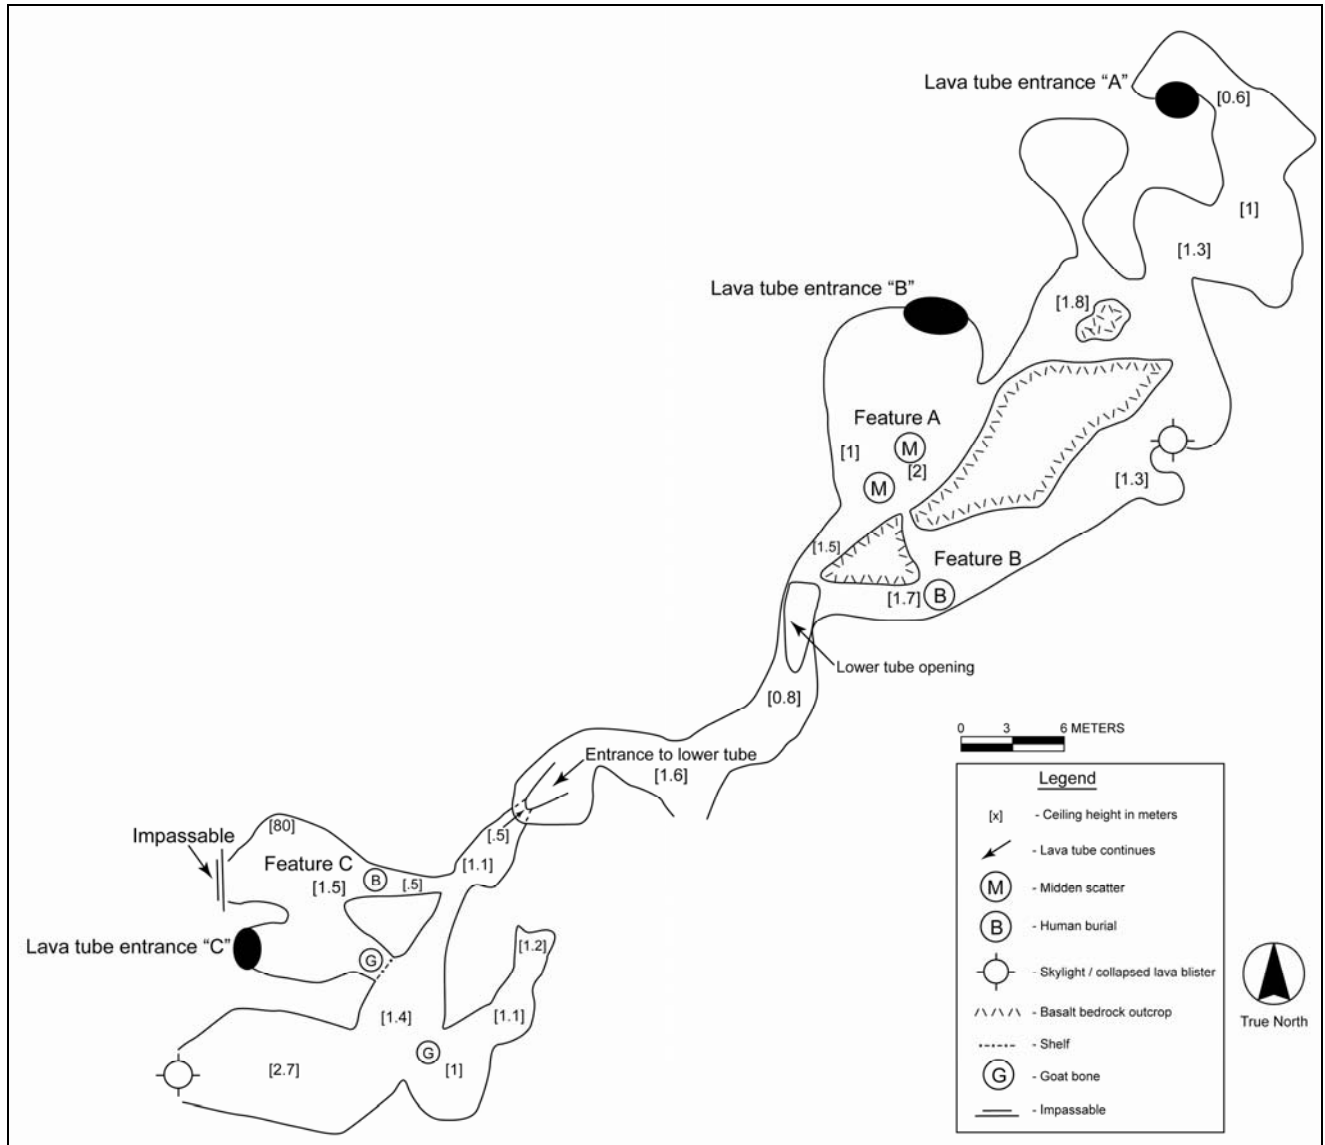 Lava tube entrance “A”
[0.6]
[1]
[1.3]
Lava tube entrance “B”
[1.8]
Feature A
M
[1]
[2]
M
[1.3]
[1.5]
Feature B
[1.7]
B
Lower tube opening
[0.8]
Entrance to lower tube
[1.6]
[.5]
[1.1]
[80]
Impassable
Feature C
B
[.5]
[1.5]
Lava tube entrance “C”
G
[1.2]
[1.4]
[1.1]
G
[1]
[2.7]
0 3 6 METERS
Legend
[x] - Ceiling height in meters
- Lava tube continues
M - Midden scatter
B - Human burial
- Skylight / collapsed lava blister
- Basalt bedrock outcrop
- Shelf
G - Goat bone
- Impassable
True North